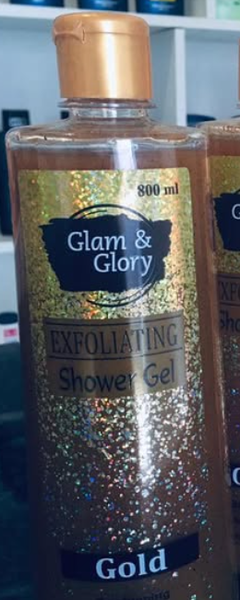 800 ml
Glam &
Glory
EXFOLIATING
Shower Gel
Gold